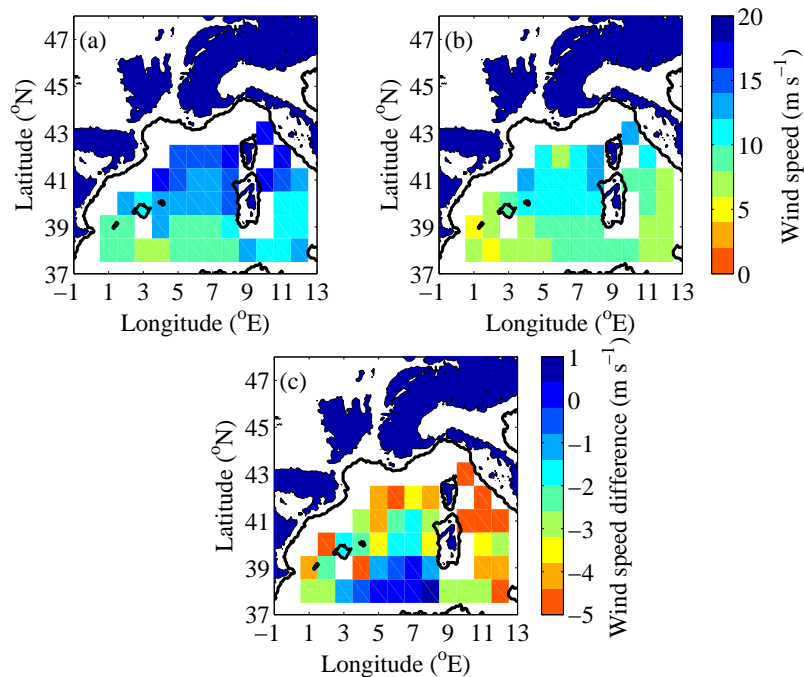 (a)
Latitude (°N)
47
45
43
41
39
37
−1 1 3 5 7 9 11 13
Longitude (°E)
(b)
Latitude (°N)
47
45
43
41
39
37
−1 1 3 5 7 9 11 13
Longitude (°E)
20
15
10
5
0
Wind speed (m s⁻¹)
(c)
Latitude (°N)
47
45
43
41
39
37
−1 1 3 5 7 9 11 13
Longitude (°E)
1
0
−1
−2
−3
−4
−5
Wind speed difference (m s⁻¹)